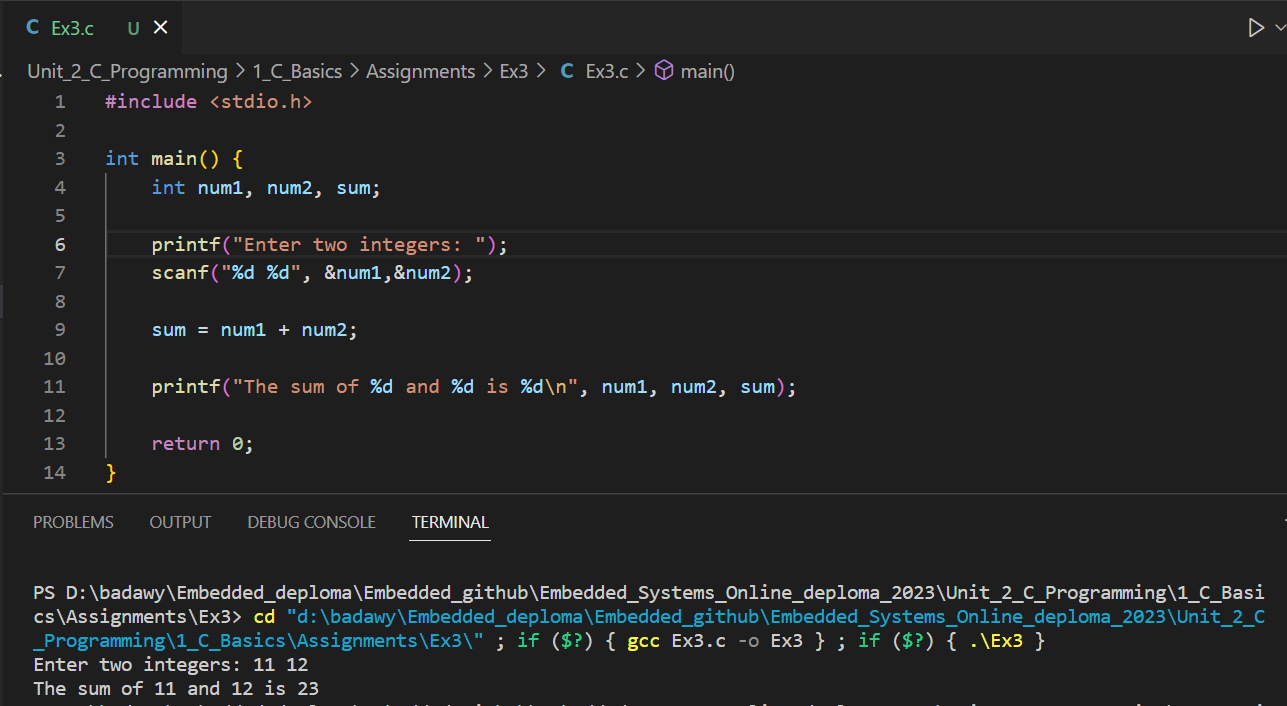 C Ex3.c U ×
Unit_2_C_Programming > 1_C_Basics > Assignments > Ex3 > C Ex3.c > main()
1 #include <stdio.h>
2
3 int main() {
4     int num1, num2, sum;
5
6     printf("Enter two integers: ");
7     scanf("%d %d", &num1,&num2);
8
9     sum = num1 + num2;
10
11     printf("The sum of %d and %d is %d\n", num1, num2, sum);
12
13     return 0;
14 }
PROBLEMS OUTPUT DEBUG CONSOLE TERMINAL
PS D:\badawy\Embedded_deploma\Embedded_github\Embedded_Systems_Online_deploma_2023\Unit_2_C_Programming\1_C_Basi
cs\Assignments\Ex3> cd "d:\badawy\Embedded_deploma\Embedded_github\Embedded_Systems_Online_deploma_2023\Unit_2_C
_Programming\1_C_Basics\Assignments\Ex3\" ; if ($?) { gcc Ex3.c -o Ex3 } ; if ($?) { .\Ex3 }
Enter two integers: 11 12
The sum of 11 and 12 is 23